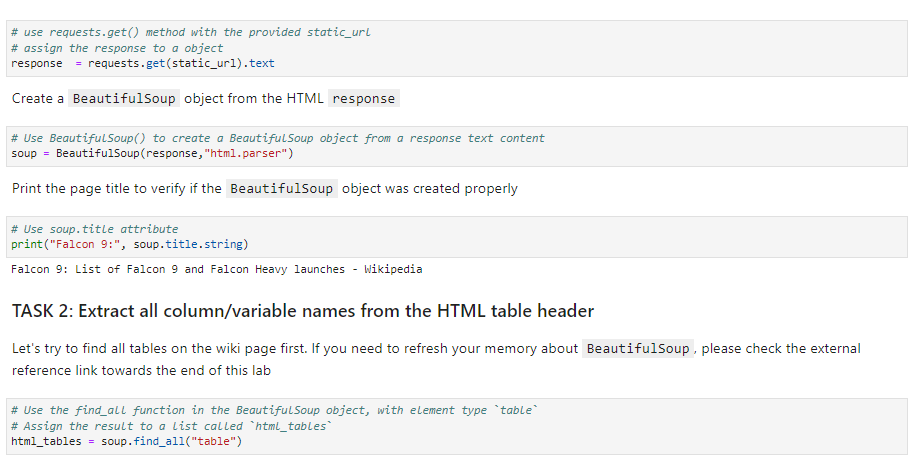 # use requests.get() method with the provided static_url
# assign the response to a object
response  = requests.get(static_url).text
Create a BeautifulSoup object from the HTML response
# Use BeautifulSoup() to create a BeautifulSoup object from a response text content
soup = BeautifulSoup(response,"html.parser")
Print the page title to verify if the BeautifulSoup object was created properly
# Use soup.title attribute
print("Falcon 9:", soup.title.string)
Falcon 9: List of Falcon 9 and Falcon Heavy launches - Wikipedia
TASK 2: Extract all column/variable names from the HTML table header
Let's try to find all tables on the wiki page first. If you need to refresh your memory about BeautifulSoup, please check the external
reference link towards the end of this lab
# Use the find_all function in the BeautifulSoup object, with element type `table`
# Assign the result to a list called `html_tables`
html_tables = soup.find_all("table")